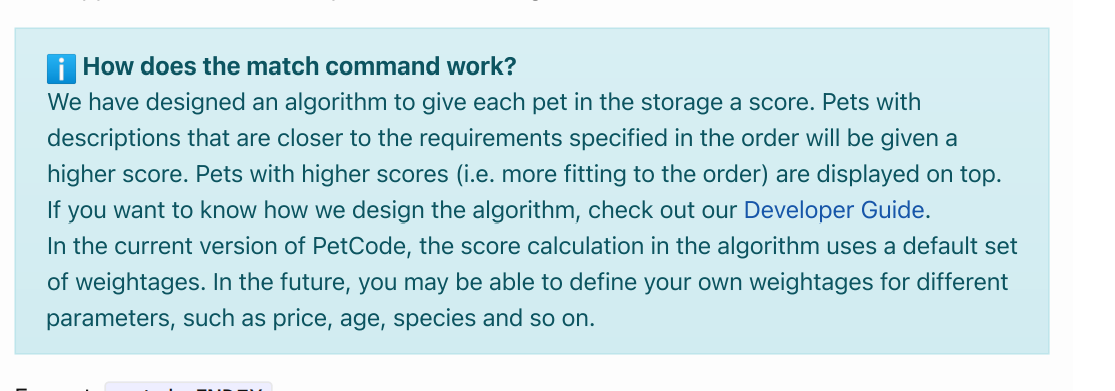 How does the match command work?
We have designed an algorithm to give each pet in the storage a score. Pets with
descriptions that are closer to the requirements specified in the order will be given a
higher score. Pets with higher scores (i.e. more fitting to the order) are displayed on top.
If you want to know how we design the algorithm, check out our Developer Guide.
In the current version of PetCode, the score calculation in the algorithm uses a default set
of weightages. In the future, you may be able to define your own weightages for different
parameters, such as price, age, species and so on.